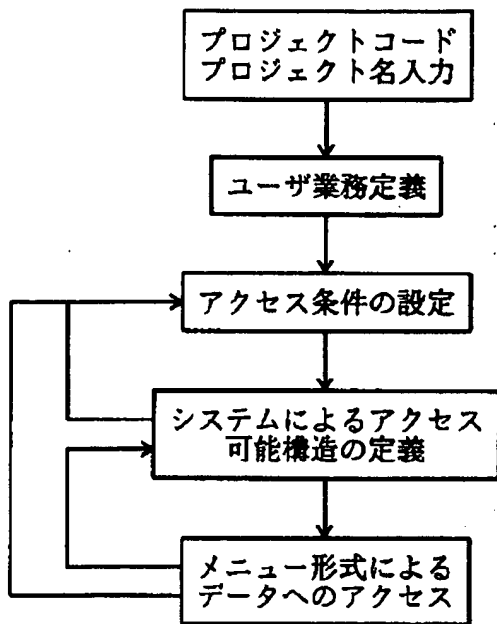 プロジェクトコード
プロジェクト名入力
ユーザ業務定義
アクセス条件の設定
システムによるアクセス
可能構造の定義
メニュー形式による
データへのアクセス